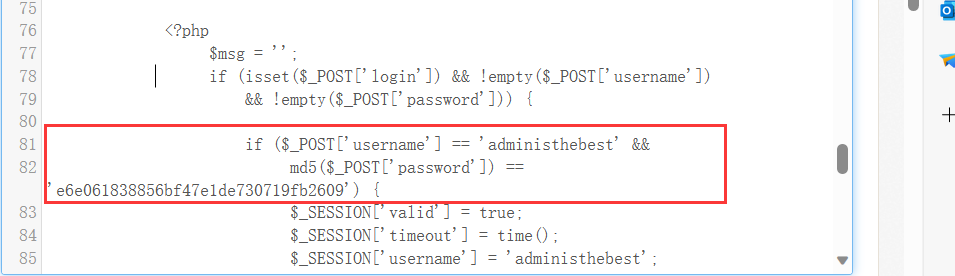 75
76 <?php
77 $msg = '';
78 if (isset($_POST['login']) && !empty($_POST['username'])
79 && !empty($_POST['password'])) {
80
81 if ($_POST['username'] == 'administhebest' &&
82 md5($_POST['password']) ==
'e6e061838856bf47e1de730719fb2609') {
83 $_SESSION['valid'] = true;
84 $_SESSION['timeout'] = time();
85 $_SESSION['username'] = 'administhebest';